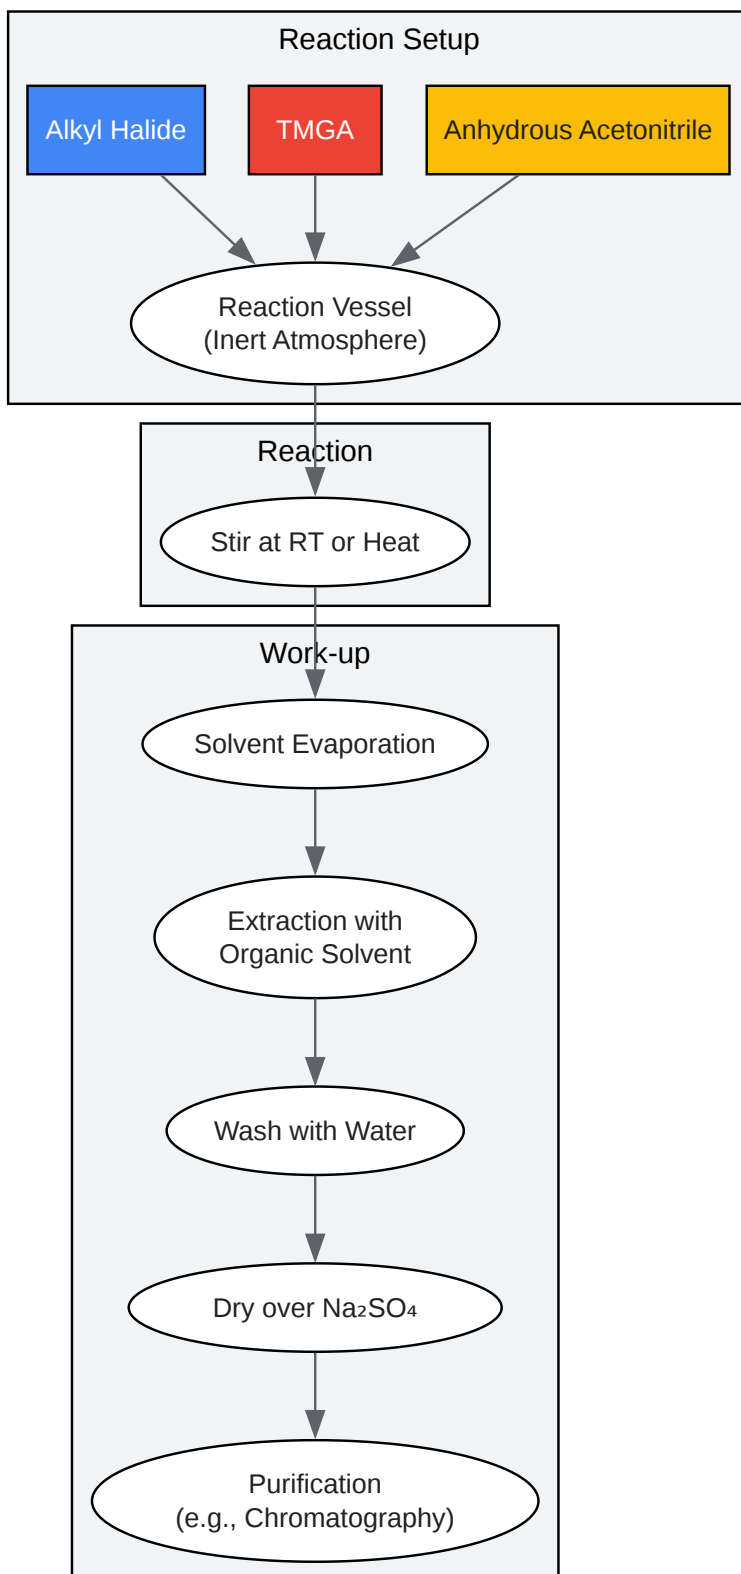 Reaction Setup
Alkyl Halide
TMGA
Anhydrous Acetonitrile
Reaction Vessel
(Inert Atmosphere)
Reaction
Stir at RT or Heat
Work-up
Solvent Evaporation
Extraction with
Organic Solvent
Wash with Water
Dry over Na₂SO₄
Purification
(e.g., Chromatography)